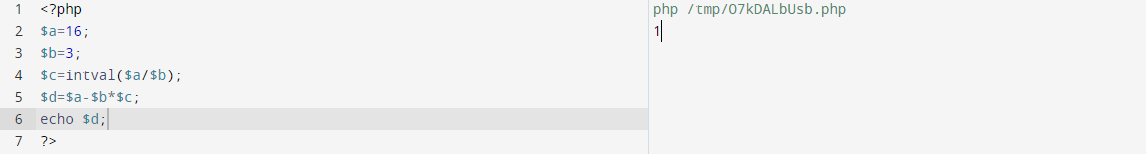 1 <?php
2 $a=16;
3 $b=3;
4 $c=intval($a/$b);
5 $d=$a-$b*$c;
6 echo $d;
7 ?>
php /tmp/O7kDALbUsb.php
1